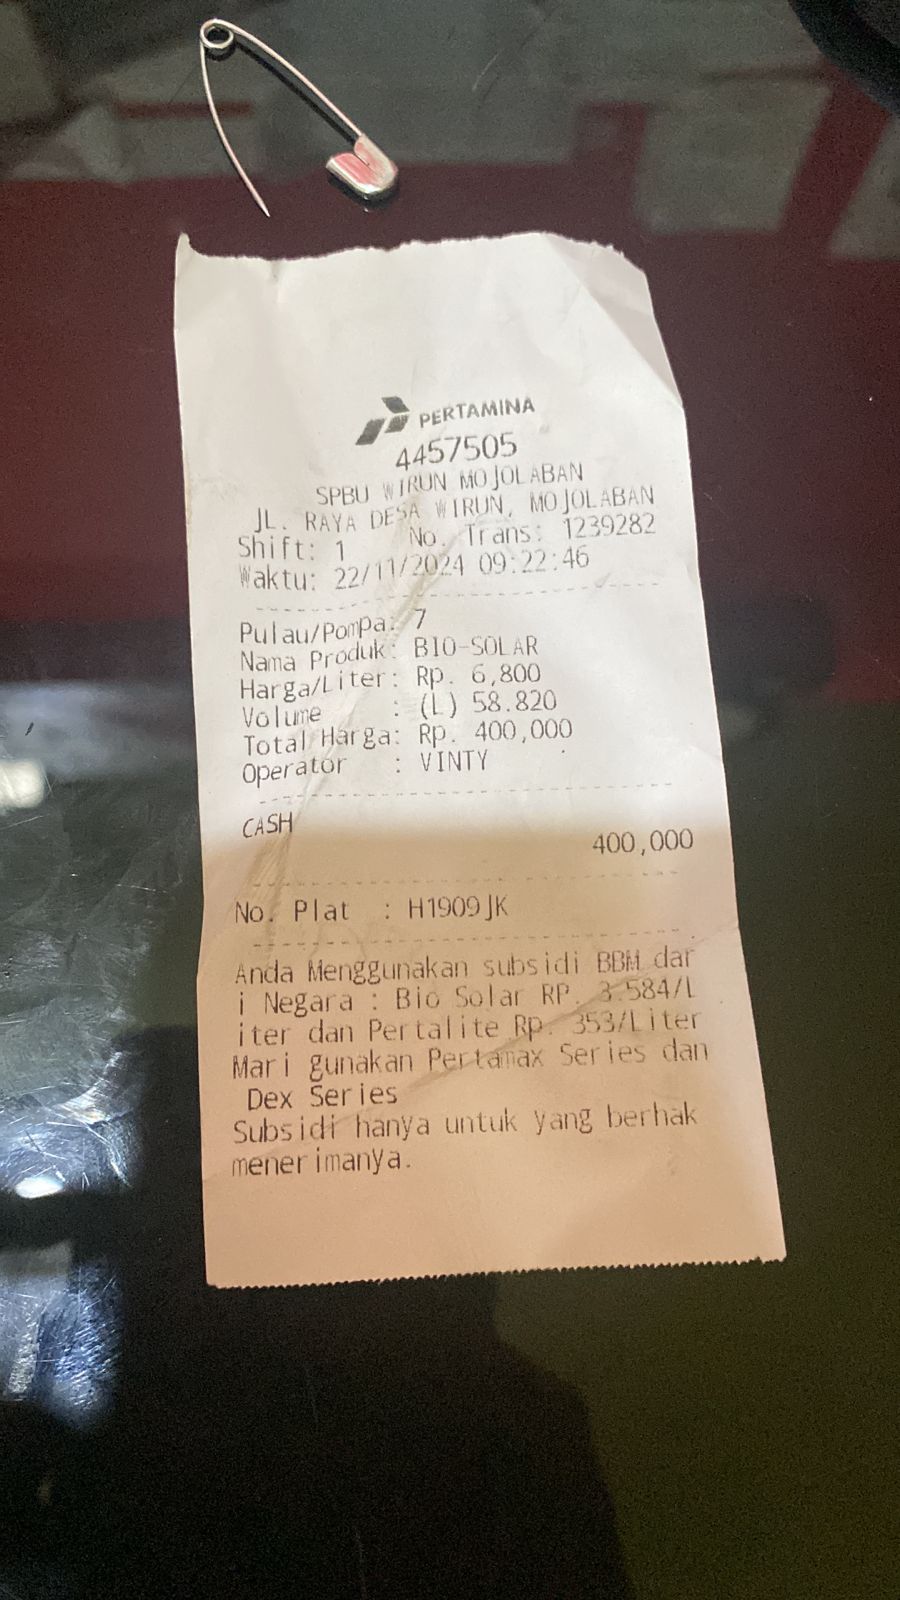 PERTAMINA
4457505
SPBU WIRUN MOJOLABAN
JL. RAYA DESA WIRUN, MOJOLABAN
Shift: 1 No. Trans: 1239282
Waktu: 22/11/2024 09:22:46
Pulau/Pompa: 7
Nama Produk: BIO-SOLAR
Harga/Liter: Rp. 6,800
Volume : (L) 58.820
Total Harga: Rp. 400,000
Operator : VINTY
CASH
400,000
No. Plat : H1909JK
Anda Menggunakan subsidi BBM dar
i Negara : Bio Solar RP. 3.584/L
iter dan Pertalite Rp. 353/Liter
Mari gunakan Pertamax Series dan
Dex Series
Subsidi hanya untuk yang berhak
menerimanya.